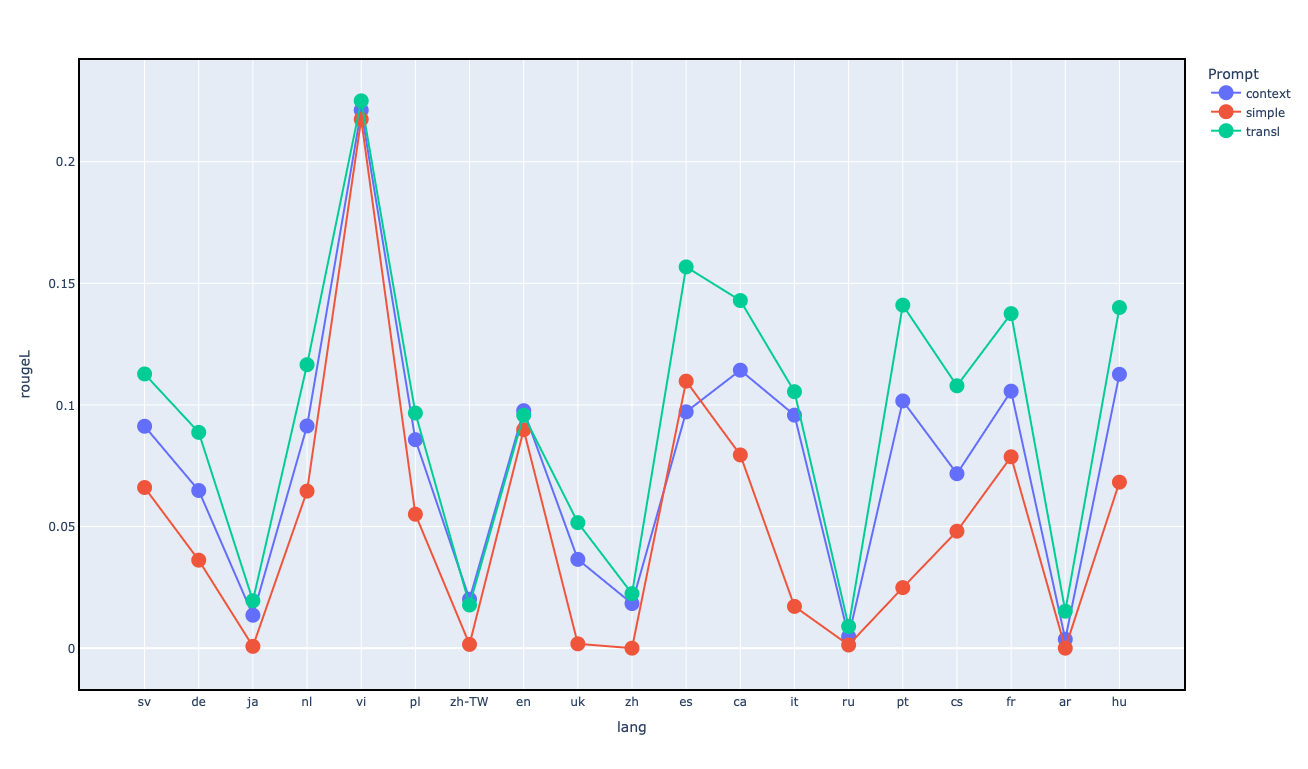 Prompt
context
simple
transl
0.2
0.15
0.1
0.05
0
rougeL
sv de ja nl vi pl zh-TW en uk zh es ca it ru pt cs fr ar hu
lang